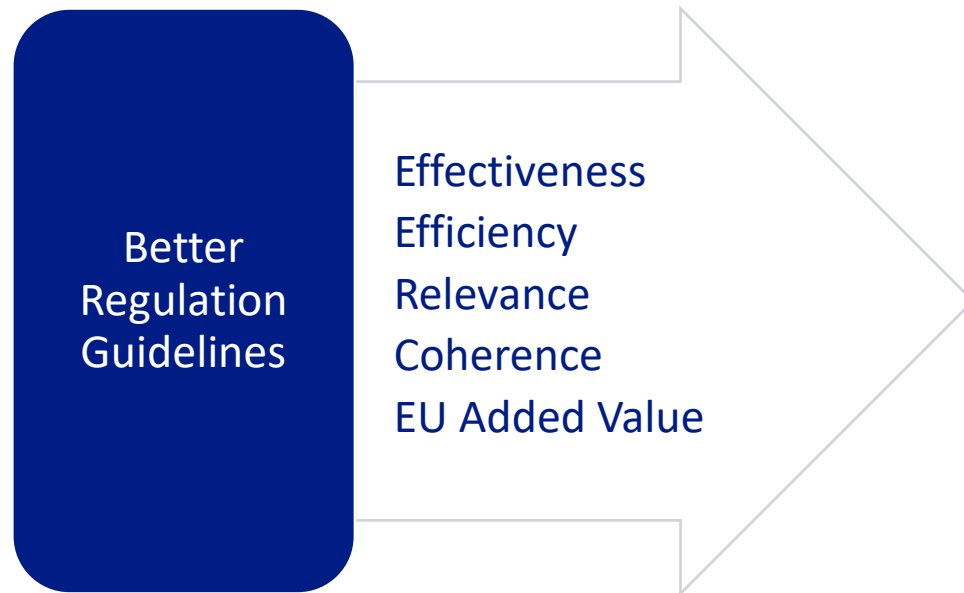 Better
Regulation
Guidelines
Effectiveness
Efficiency
Relevance
Coherence
EU Added Value